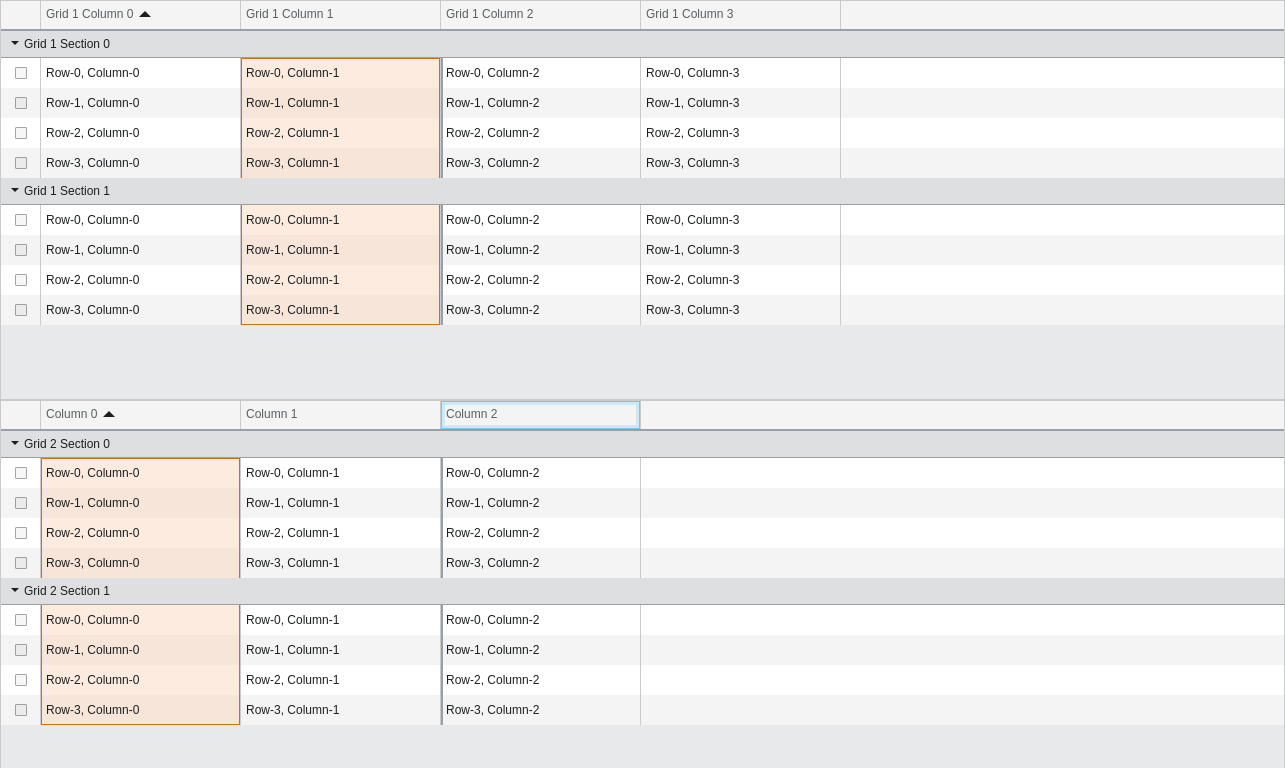 Grid 1 Column 0 Grid 1 Column 1 Grid 1 Column 2 Grid 1 Column 3
Grid 1 Section 0
Row-0, Column-0 Row-0, Column-1 Row-0, Column-2 Row-0, Column-3
Row-1, Column-0 Row-1, Column-1 Row-1, Column-2 Row-1, Column-3
Row-2, Column-0 Row-2, Column-1 Row-2, Column-2 Row-2, Column-3
Row-3, Column-0 Row-3, Column-1 Row-3, Column-2 Row-3, Column-3
Grid 1 Section 1
Row-0, Column-0 Row-0, Column-1 Row-0, Column-2 Row-0, Column-3
Row-1, Column-0 Row-1, Column-1 Row-1, Column-2 Row-1, Column-3
Row-2, Column-0 Row-2, Column-1 Row-2, Column-2 Row-2, Column-3
Row-3, Column-0 Row-3, Column-1 Row-3, Column-2 Row-3, Column-3
Column 0 Column 1 Column 2
Grid 2 Section 0
Row-0, Column-0 Row-0, Column-1 Row-0, Column-2
Row-1, Column-0 Row-1, Column-1 Row-1, Column-2
Row-2, Column-0 Row-2, Column-1 Row-2, Column-2
Row-3, Column-0 Row-3, Column-1 Row-3, Column-2
Grid 2 Section 1
Row-0, Column-0 Row-0, Column-1 Row-0, Column-2
Row-1, Column-0 Row-1, Column-1 Row-1, Column-2
Row-2, Column-0 Row-2, Column-1 Row-2, Column-2
Row-3, Column-0 Row-3, Column-1 Row-3, Column-2